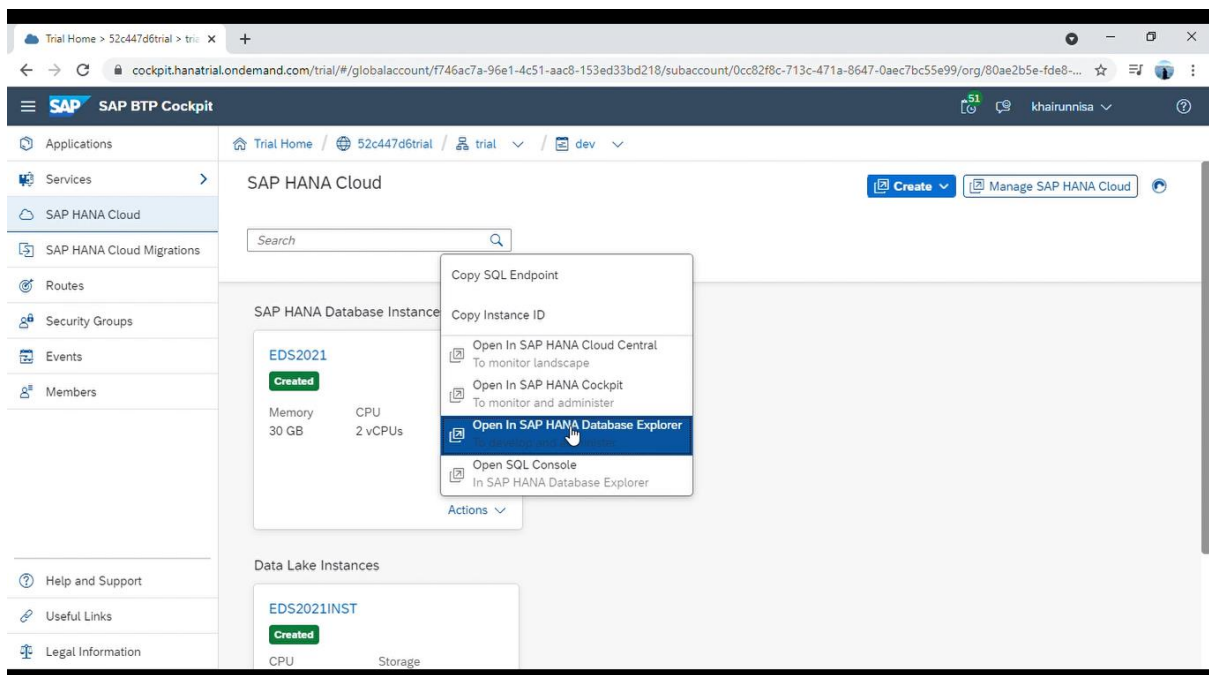 Trial Home > 52c447d6trial > tria
cockpit.hanatrial.ondemand.com/trial/#/globalaccount/f746ac7a-96e1-4c51-aac8-153ed33bd218/subaccount/0cc82f8c-713c-471a-8647-0aec7bc55e99/org/80ae2b5e-fde8-...
SAP SAP BTP Cockpit
51
khairunnisa
Applications
Trial Home / 52c447d6trial / trial / dev
Services
SAP HANA Cloud
Create
Manage SAP HANA Cloud
SAP HANA Cloud
SAP HANA Cloud Migrations
Search
Routes
Security Groups
Events
Members
Copy SQL Endpoint
Copy Instance ID
Open In SAP HANA Cloud Central
To monitor landscape
Open In SAP HANA Cockpit
To monitor and administer
Open In SAP HANA Database Explorer
Open SQL Console
In SAP HANA Database Explorer
SAP HANA Database Instance
EDS2021
Created
Memory CPU
30 GB 2 vCPUs
Actions
Data Lake Instances
EDS2021INST
Created
CPU Storage
Help and Support
Useful Links
Legal Information